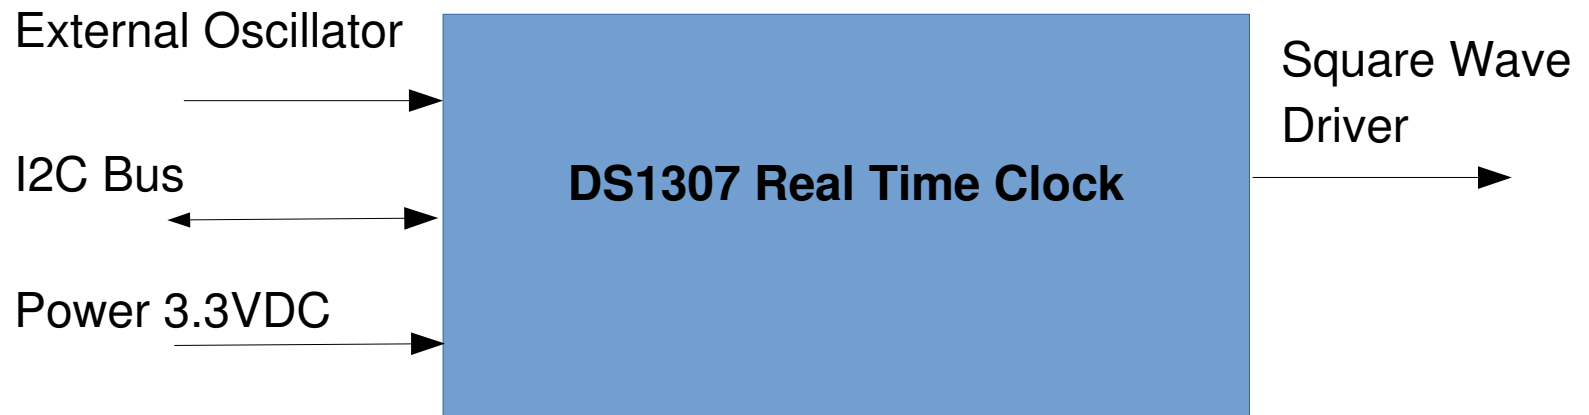 External Oscillator
I2C Bus
Power 3.3VDC
DS1307 Real Time Clock
Square Wave
Driver